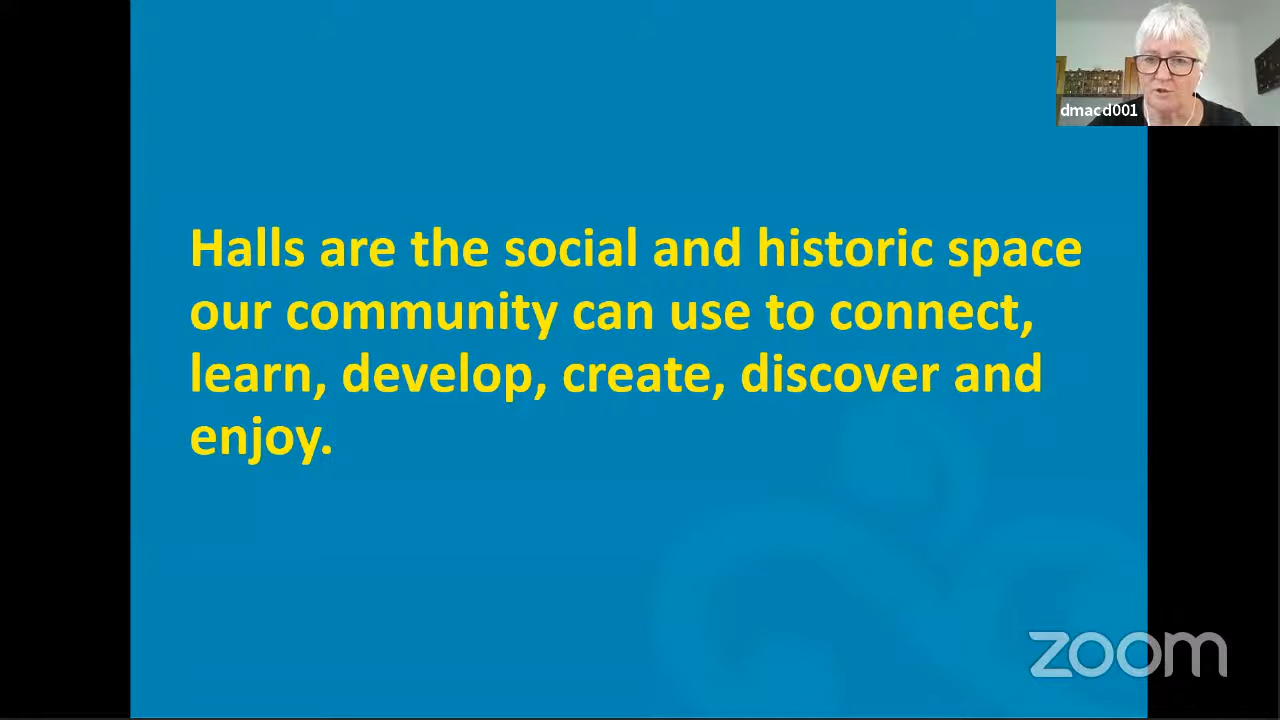 dmacd001
Halls are the social and historic space
our community can use to connect,
learn, develop, create, discover and
enjoy.
zoom